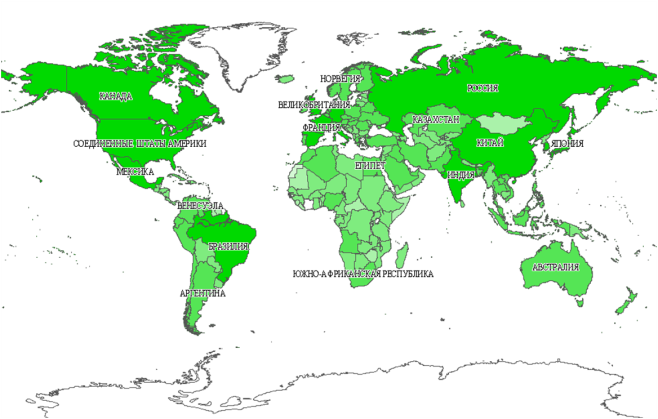 НОРВЕГИЯ
РОССИЯ
КАНАДА
ВЕЛИКОБРИТАНИЯ
КАЗАХСТАН
ФРАНЦИЯ
СОЕДИНЕННЫЕ ШТАТЫ АМЕРИКИ
КИТАЙ
ЯПОНИЯ
ЕГИПЕТ
МЕКСИКА
ИНДИЯ
ВЕНЕСУЭЛА
БРАЗИЛИЯ
АВСТРАЛИЯ
ЮЖНО-АФРИКАНСКАЯ РЕСПУБЛИКА
АРГЕНТИНА